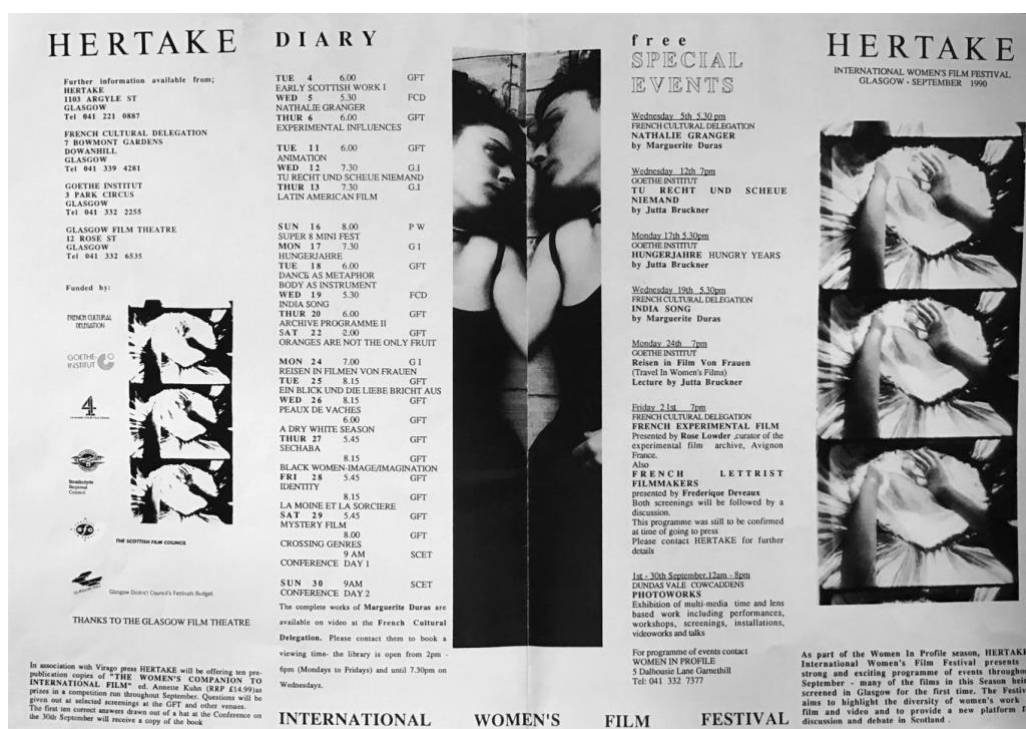 HERTAKE
Further information available from;
HERTAKE
1103 ARGYLE ST
GLASGOW
Tel 041 221 0887
FRENCH CULTURAL DELEGATION
7 BOWMONT GARDENS
DOWANHILL
GLASGOW
Tel 041 339 4281
GOETHE INSTITUT
3 PARK CIRCUS
GLASGOW
Tel 041 332 2255
GLASGOW FILM THEATRE
12 ROSE ST
GLASGOW
Tel 041 332 6535
Funded by:
FRENCH CULTURAL
DELEGATION
GOETHE-
INSTITUT
4
Strathclyde
Regional
Council
THE SCOTTISH FILM COUNCIL
Glasgow District Council's Festivals Budget.
THANKS TO THE GLASGOW FILM THEATRE
In association with Virago press HERTAKE will be offering ten pre-
publication copies of "THE WOMEN'S COMPANION TO
INTERNATIONAL FILM" ed. Annette Kuhn (RRP £14.99)as
prizes in a competition run throughout September. Questions will be
given out at selected screenings at the GFT and other venues.
The first ten correct answers drawn out of a hat at the Conference on
the 30th September will receive a copy of the book
DIARY
TUE 4 6.00 GFT
EARLY SCOTTISH WORK I
WED 5 5.30 FCD
NATHALIE GRANGER
THUR 6 6.00 GFT
EXPERIMENTAL INFLUENCES
TUE 11 6.00 GFT
ANIMATION
WED 12 7.30 G.I
TU RECHT UND SCHEUE NIEMAND
THUR 13 7.30 G.I
LATIN AMERICAN FILM
SUN 16 8.00 P W
SUPER 8 MINI FEST
MON 17 7.30 G I
HUNGERJAHRE
TUE 18 6.00 GFT
DANCE AS METAPHOR
BODY AS INSTRUMENT
WED 19 5.30 FCD
INDIA SONG
THUR 20 6.00 GFT
ARCHIVE PROGRAMME II
SAT 22 2.00 GFT
ORANGES ARE NOT THE ONLY FRUIT
MON 24 7.00 G I
REISEN IN FILMEN VON FRAUEN
TUE 25 8.15 GFT
EIN BLICK UND DIE LIEBE BRICHT AUS
WED 26 8.15 GFT
PEAUX DE VACHES
6.00 GFT
A DRY WHITE SEASON
THUR 27 5.45 GFT
SECHABA
8.15 GFT
BLACK WOMEN-IMAGE/IMAGINATION
FRI 28 5.45 GFT
IDENTITY
8.15 GFT
LA MOINE ET LA SORCIERE
SAT 29 5.45 GFT
MYSTERY FILM
8.00 GFT
CROSSING GENRES
9 AM SCET
CONFERENCE DAY 1
SUN 30 9AM SCET
CONFERENCE DAY 2
The complete works of Marguerite Duras are
available on video at the French Cultural
Delegation. Please contact them to book a
viewing time- the library is open from 2pm -
6pm (Mondays to Fridays) and until 7.30pm on
Wednesdays.
free
SPECIAL
EVENTS
Wednesday 5th 5.30 pm
FRENCH CULTURAL DELEGATION
NATHALIE GRANGER
by Marguerite Duras
Wednesday 12th 7pm
GOETHE INSTITUT
TU RECHT UND SCHEUE
NIEMAND
by Jutta Bruckner
Monday 17th 5.30pm
GOETHE INSTITUT
HUNGERJAHRE HUNGRY YEARS
by Jutta Bruckner
Wednesday 19th 5.30pm
FRENCH CULTURAL DELEGATION
INDIA SONG
by Marguerite Duras
Monday 24th 7pm
GOETHE INSTITUT
Reisen in Film Von Frauen
(Travel In Women's Films)
Lecture by Jutta Bruckner
Friday 21st 7pm
FRENCH CULTURAL DELEGATION
FRENCH EXPERIMENTAL FILM
Presented by Rose Lowder ,curator of the
experimental film archive, Avignon
France.
Also
FRENCH LETTRIST
FILMMAKERS
presented by Frederique Deveaux
Both screenings will be followed by a
discussion.
This programme was still to be confirmed
at time of going to press
Please contact HERTAKE for further
details
1st - 30th September,12am - 8pm
DUNDAS VALE COWCADDENS
PHOTOWORKS
Exhibition of multi-media time and lens
based work including performances,
workshops, screenings, installations,
videoworks and talks
For programme of events contact
WOMEN IN PROFILE
5 Dalhousie Lane Garnethill
Tel: 041 332 7377
INTERNATIONAL WOMEN'S FILM FESTIVAL
HERTAKE
INTERNATIONAL WOMEN'S FILM FESTIVAL
GLASGOW - SEPTEMBER 1990
As part of the Women In Profile season, HERTAKE
International Women's Film Festival presents
strong and exciting programme of events throughou
September - many of the films in this Season bein
screened in Glasgow for the first time. The Festiv
aims to highlight the diversity of women's work
film and video and to provide a new platform f
discussion and debate in Scotland .